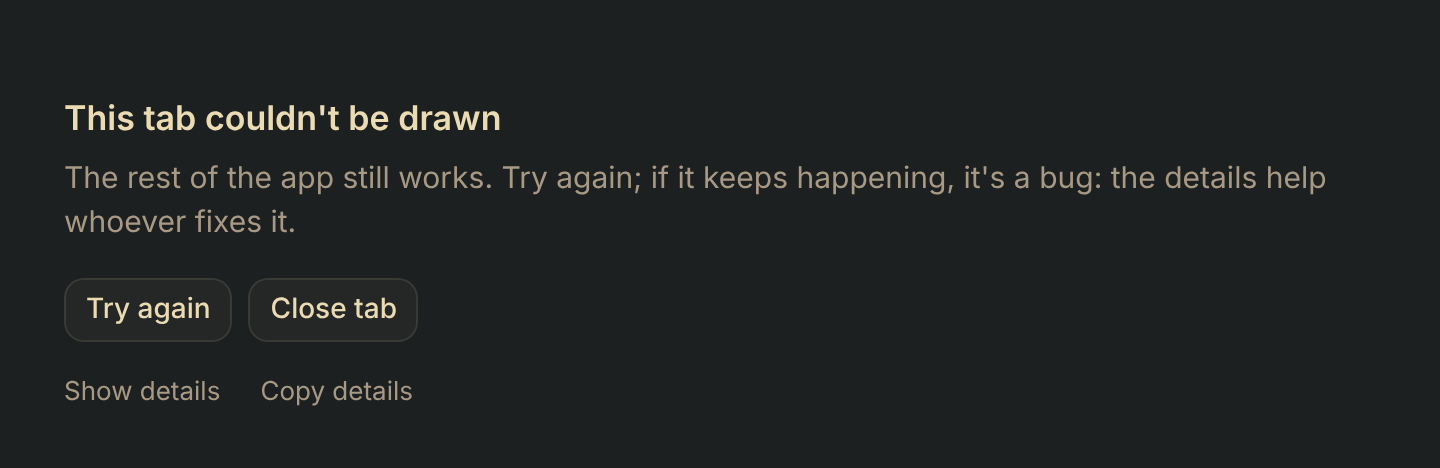 This tab couldn't be drawn
The rest of the app still works. Try again; if it keeps happening, it's a bug: the details help
whoever fixes it.
Try again
Close tab
Show details
Copy details